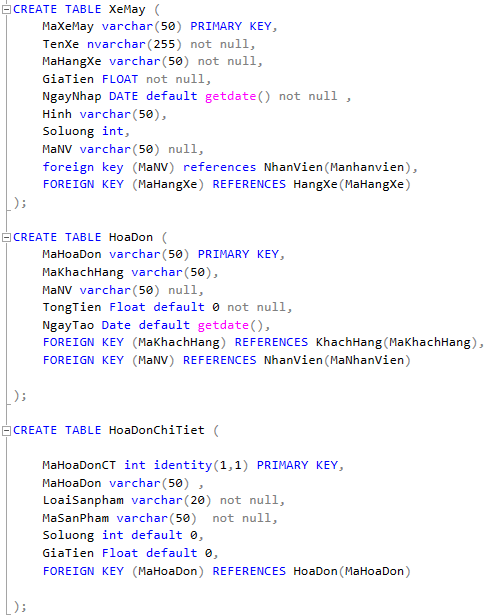 CREATE TABLE XeMay (
MaXeMay varchar(50) PRIMARY KEY,
TenXe nvarchar(255) not null,
MaHangXe varchar(50) not null,
GiaTien FLOAT not null,
NgayNhap DATE default getdate() not null ,
Hinh varchar(50),
Soluong int,
MaNV varchar(50) null,
foreign key (MaNV) references NhanVien(Manhanvien),
FOREIGN KEY (MaHangXe) REFERENCES HangXe(MaHangXe)
);
CREATE TABLE HoaDon (
MaHoaDon varchar(50) PRIMARY KEY,
MaKhachHang varchar(50),
MaNV varchar(50) null,
TongTien Float default 0 not null,
NgayTao Date default getdate(),
FOREIGN KEY (MaKhachHang) REFERENCES KhachHang(MaKhachHang),
FOREIGN KEY (MaNV) REFERENCES NhanVien(MaNhanVien)
);
CREATE TABLE HoaDonChiTiet (
MaHoaDonCT int identity(1,1) PRIMARY KEY,
MaHoaDon varchar(50) ,
LoaiSanpham varchar(20) not null,
MaSanPham varchar(50)  not null,
Soluong int default 0,
GiaTien Float default 0,
FOREIGN KEY (MaHoaDon) REFERENCES HoaDon(MaHoaDon)
);